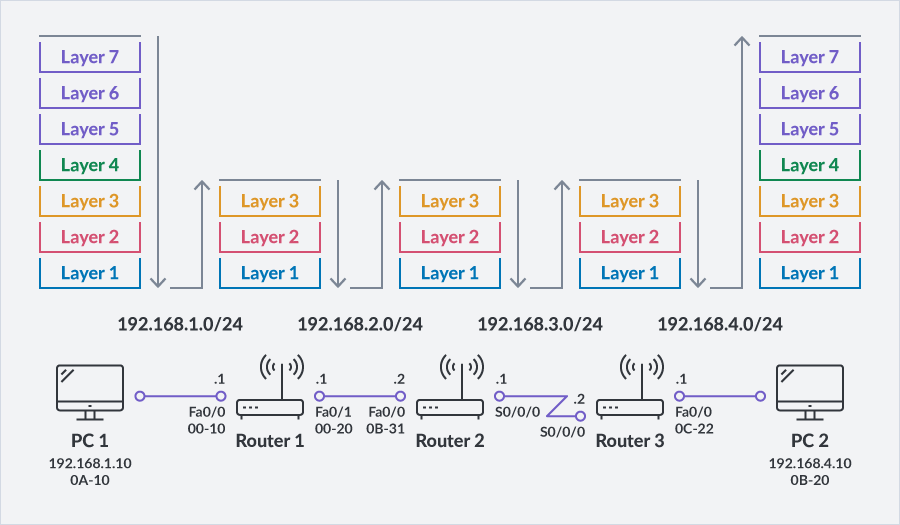 Layer 7
Layer 6
Layer 5
Layer 4
Layer 3
Layer 2
Layer 1
Layer 3
Layer 2
Layer 1
Layer 3
Layer 2
Layer 1
Layer 3
Layer 2
Layer 1
Layer 7
Layer 6
Layer 5
Layer 4
Layer 3
Layer 2
Layer 1
192.168.1.0/24
192.168.2.0/24
192.168.3.0/24
192.168.4.0/24
PC 1
192.168.1.10
0A-10
.1
Fa0/0
00-10
Router 1
.1
Fa0/1
00-20
.2
Fa0/0
0B-31
Router 2
.1
S0/0/0
.2
S0/0/0
Router 3
.1
Fa0/0
0C-22
PC 2
192.168.4.10
0B-20